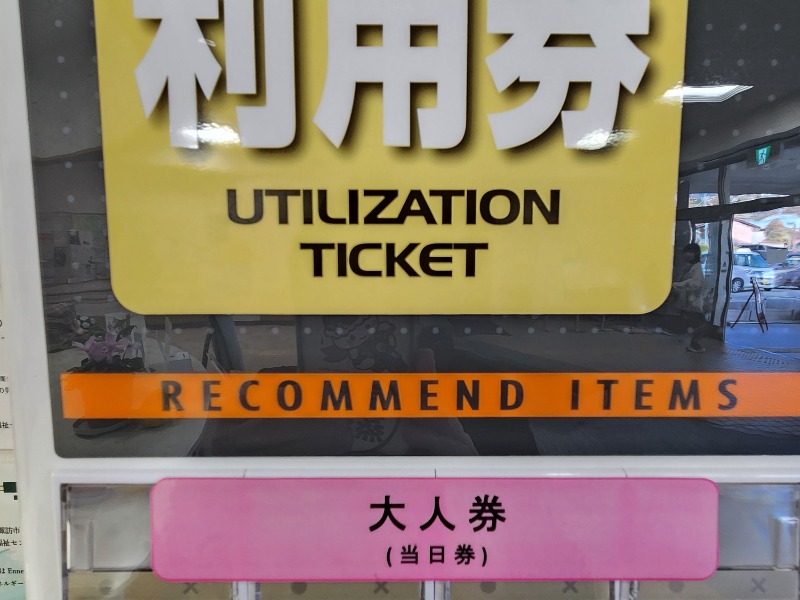 利用券
UTILIZATION
TICKET
RECOMMEND ITEMS
大人券
(当日券)